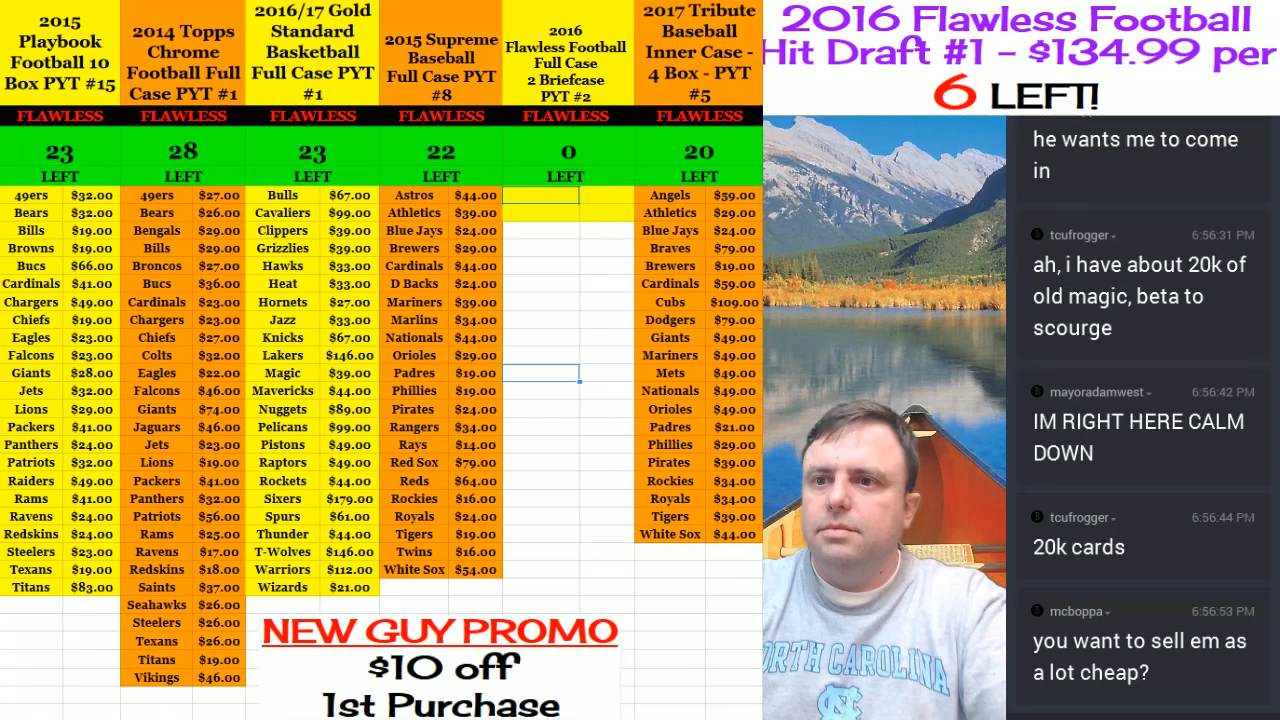 2015
Playbook
Football 10
Box PYT #15
FLAWLESS
23
LEFT
49ers $32.00
Bears $32.00
Bills $19.00
Browns $19.00
Bucs $66.00
Cardinals $41.00
Chargers $49.00
Chiefs $19.00
Eagles $23.00
Falcons $23.00
Giants $28.00
Jets $32.00
Lions $29.00
Packers $41.00
Panthers $24.00
Patriots $32.00
Raiders $49.00
Rams $41.00
Ravens $24.00
Redskins $24.00
Steelers $23.00
Texans $19.00
Titans $83.00
2014 Topps
Chrome
Football Full
Case PYT #1
FLAWLESS
28
LEFT
49ers $27.00
Bears $26.00
Bengals $29.00
Bills $29.00
Broncos $27.00
Bucs $36.00
Cardinals $23.00
Chargers $23.00
Chiefs $27.00
Colts $32.00
Eagles $22.00
Falcons $46.00
Giants $74.00
Jaguars $46.00
Jets $23.00
Lions $19.00
Packers $41.00
Panthers $32.00
Patriots $56.00
Rams $25.00
Ravens $17.00
Redskins $18.00
Saints $37.00
Seahawks $26.00
Steelers $26.00
Texans $26.00
Titans $19.00
Vikings $46.00
2016/17 Gold
Standard
Basketball
Full Case PYT
#1
FLAWLESS
23
LEFT
Bulls $67.00
Cavaliers $99.00
Clippers $39.00
Grizzlies $39.00
Hawks $33.00
Heat $33.00
Hornets $27.00
Jazz $33.00
Knicks $67.00
Lakers $146.00
Magic $39.00
Mavericks $44.00
Nuggets $89.00
Pelicans $99.00
Pistons $49.00
Raptors $49.00
Rockets $44.00
Sixers $179.00
Spurs $61.00
Thunder $44.00
T-Wolves $146.00
Warriors $112.00
Wizards $21.00
2015 Supreme
Baseball
Full Case PYT
#8
FLAWLESS
22
LEFT
Astros $44.00
Athletics $39.00
Blue Jays $24.00
Brewers $29.00
Cardinals $44.00
D Backs $24.00
Mariners $39.00
Marlins $34.00
Nationals $44.00
Orioles $29.00
Padres $19.00
Phillies $19.00
Pirates $24.00
Rangers $34.00
Rays $14.00
Red Sox $79.00
Reds $64.00
Rockies $16.00
Royals $24.00
Tigers $19.00
Twins $16.00
White Sox $54.00
2016
Flawless Football
Full Case
2 Briefcase
PYT #2
FLAWLESS
0
LEFT
2017 Tribute
Baseball
Inner Case -
4 Box - PYT
#5
FLAWLESS
20
LEFT
Angels $59.00
Athletics $29.00
Blue Jays $24.00
Braves $79.00
Brewers $19.00
Cardinals $59.00
Cubs $109.00
Dodgers $79.00
Giants $49.00
Mariners $49.00
Mets $49.00
Nationals $49.00
Orioles $49.00
Padres $21.00
Phillies $29.00
Pirates $39.00
Rockies $34.00
Royals $34.00
Tigers $39.00
White Sox $44.00
NEW GUY PROMO
$10 off
1st Purchase
2016 Flawless Football
Hit Draft #1 - $134.99 per
6 LEFT!
he wants me to come
in
tcufrogger 6:56:31 PM
ah, i have about 20k of
old magic, beta to
scourge
mayoradamwest 6:56:42 PM
IM RIGHT HERE CALM
DOWN
tcufrogger 6:56:44 PM
20k cards
mcboppa 6:56:53 PM
you want to sell em as
a lot cheap?
NORTH CAROLINA
NC